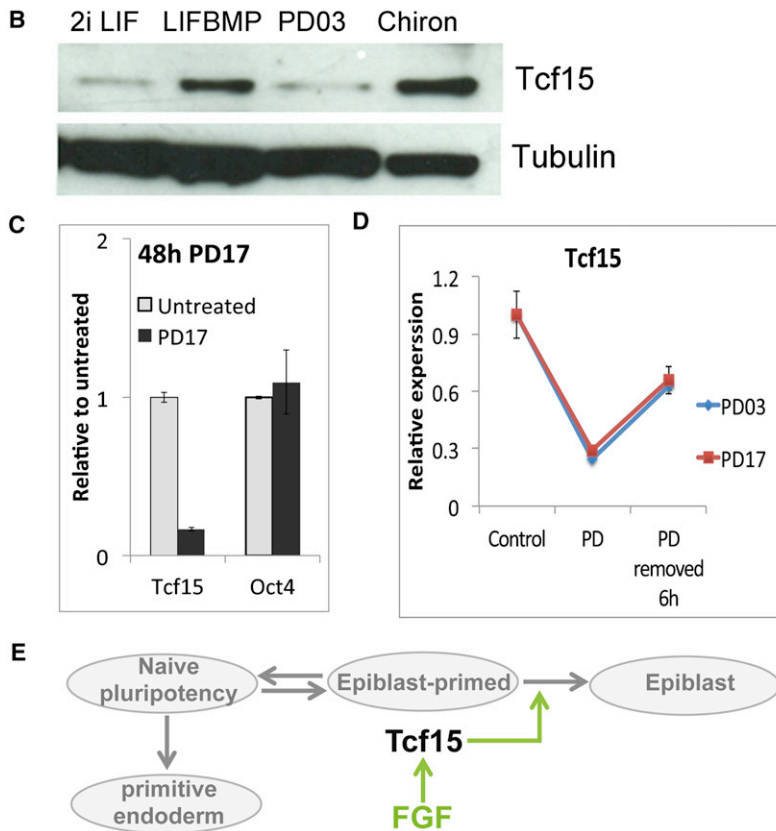 B
2i LIF LIFBMP PD03 Chiron
Tcf15
Tubulin
C
48h PD17
Untreated
PD17
Relative to untreated
2
1
0
Tcf15 Oct4
D
Tcf15
Relative experssion
1.2
0.9
0.6
0.3
0
Control PD PD
removed
6h
PD03
PD17
E
Naive
pluripotency
Epiblast-primed
Epiblast
Tcf15
primitive
endoderm
FGF